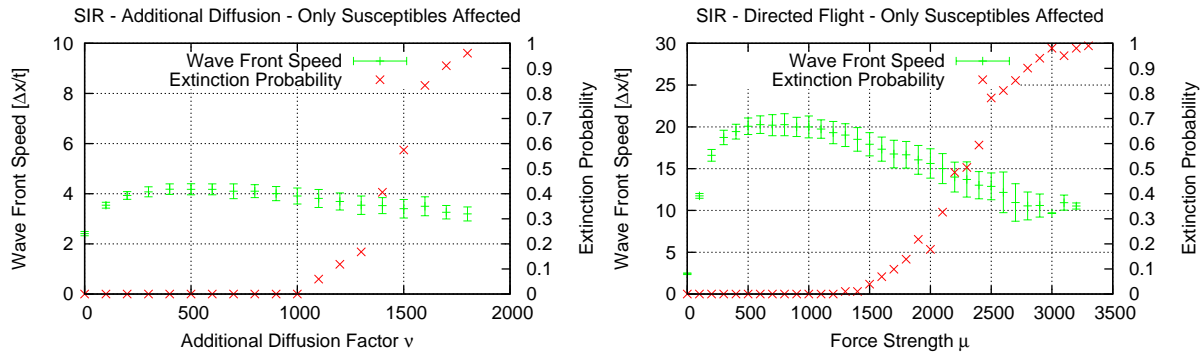 SIR - Additional Diffusion - Only Susceptibles Affected
Wave Front Speed [Δx/t]
10
8
6
4
2
0
Wave Front Speed
Extinction Probability
1
0.9
0.8
0.7
0.6
0.5
0.4
0.3
0.2
0.1
0
Extinction Probability
0 500 1000 1500 2000
Additional Diffusion Factor ν
SIR - Directed Flight - Only Susceptibles Affected
Wave Front Speed [Δx/t]
30
25
20
15
10
5
0
Wave Front Speed
Extinction Probability
1
0.9
0.8
0.7
0.6
0.5
0.4
0.3
0.2
0.1
0
Extinction Probability
0 500 1000 1500 2000 2500 3000 3500
Force Strength μ